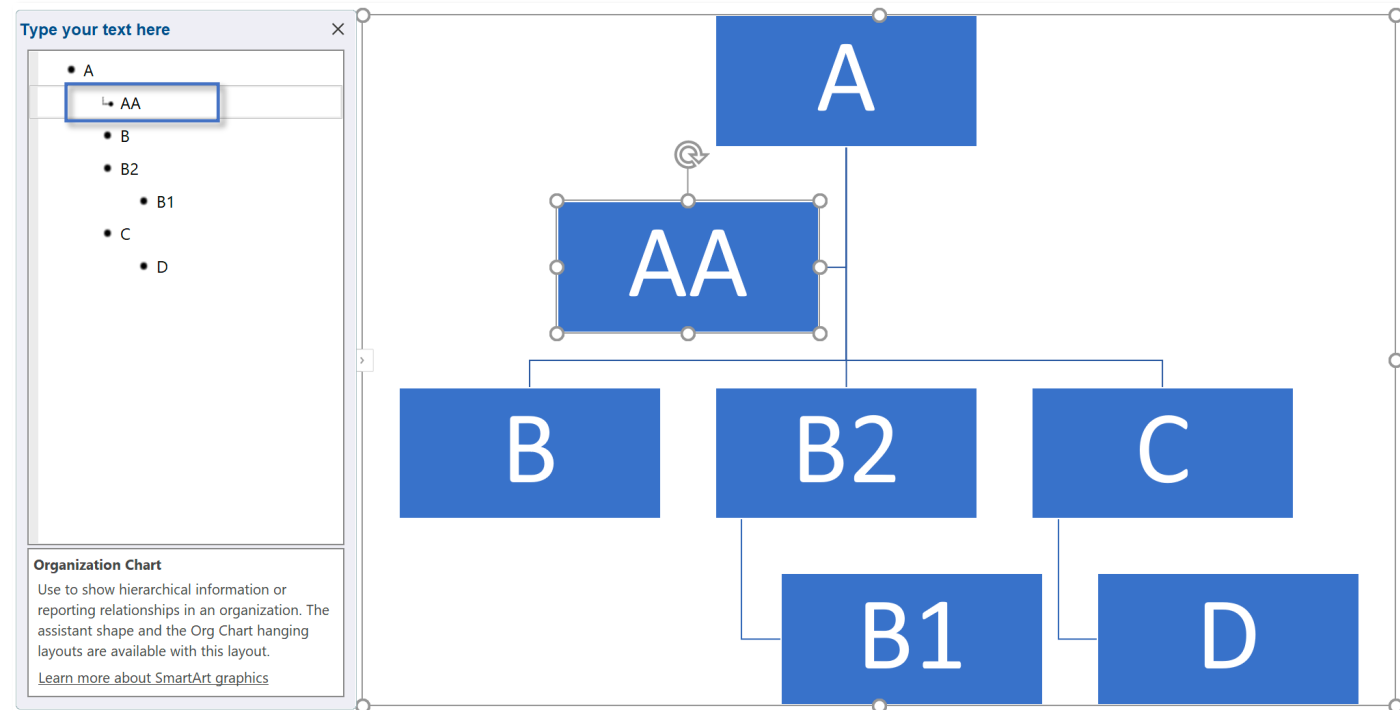 Type your text here
A
AA
B
B2
B1
C
D
Organization Chart
Use to show hierarchical information or
reporting relationships in an organization. The
assistant shape and the Org Chart hanging
layouts are available with this layout.
Learn more about SmartArt graphics
A
AA
B
B2
C
B1
D